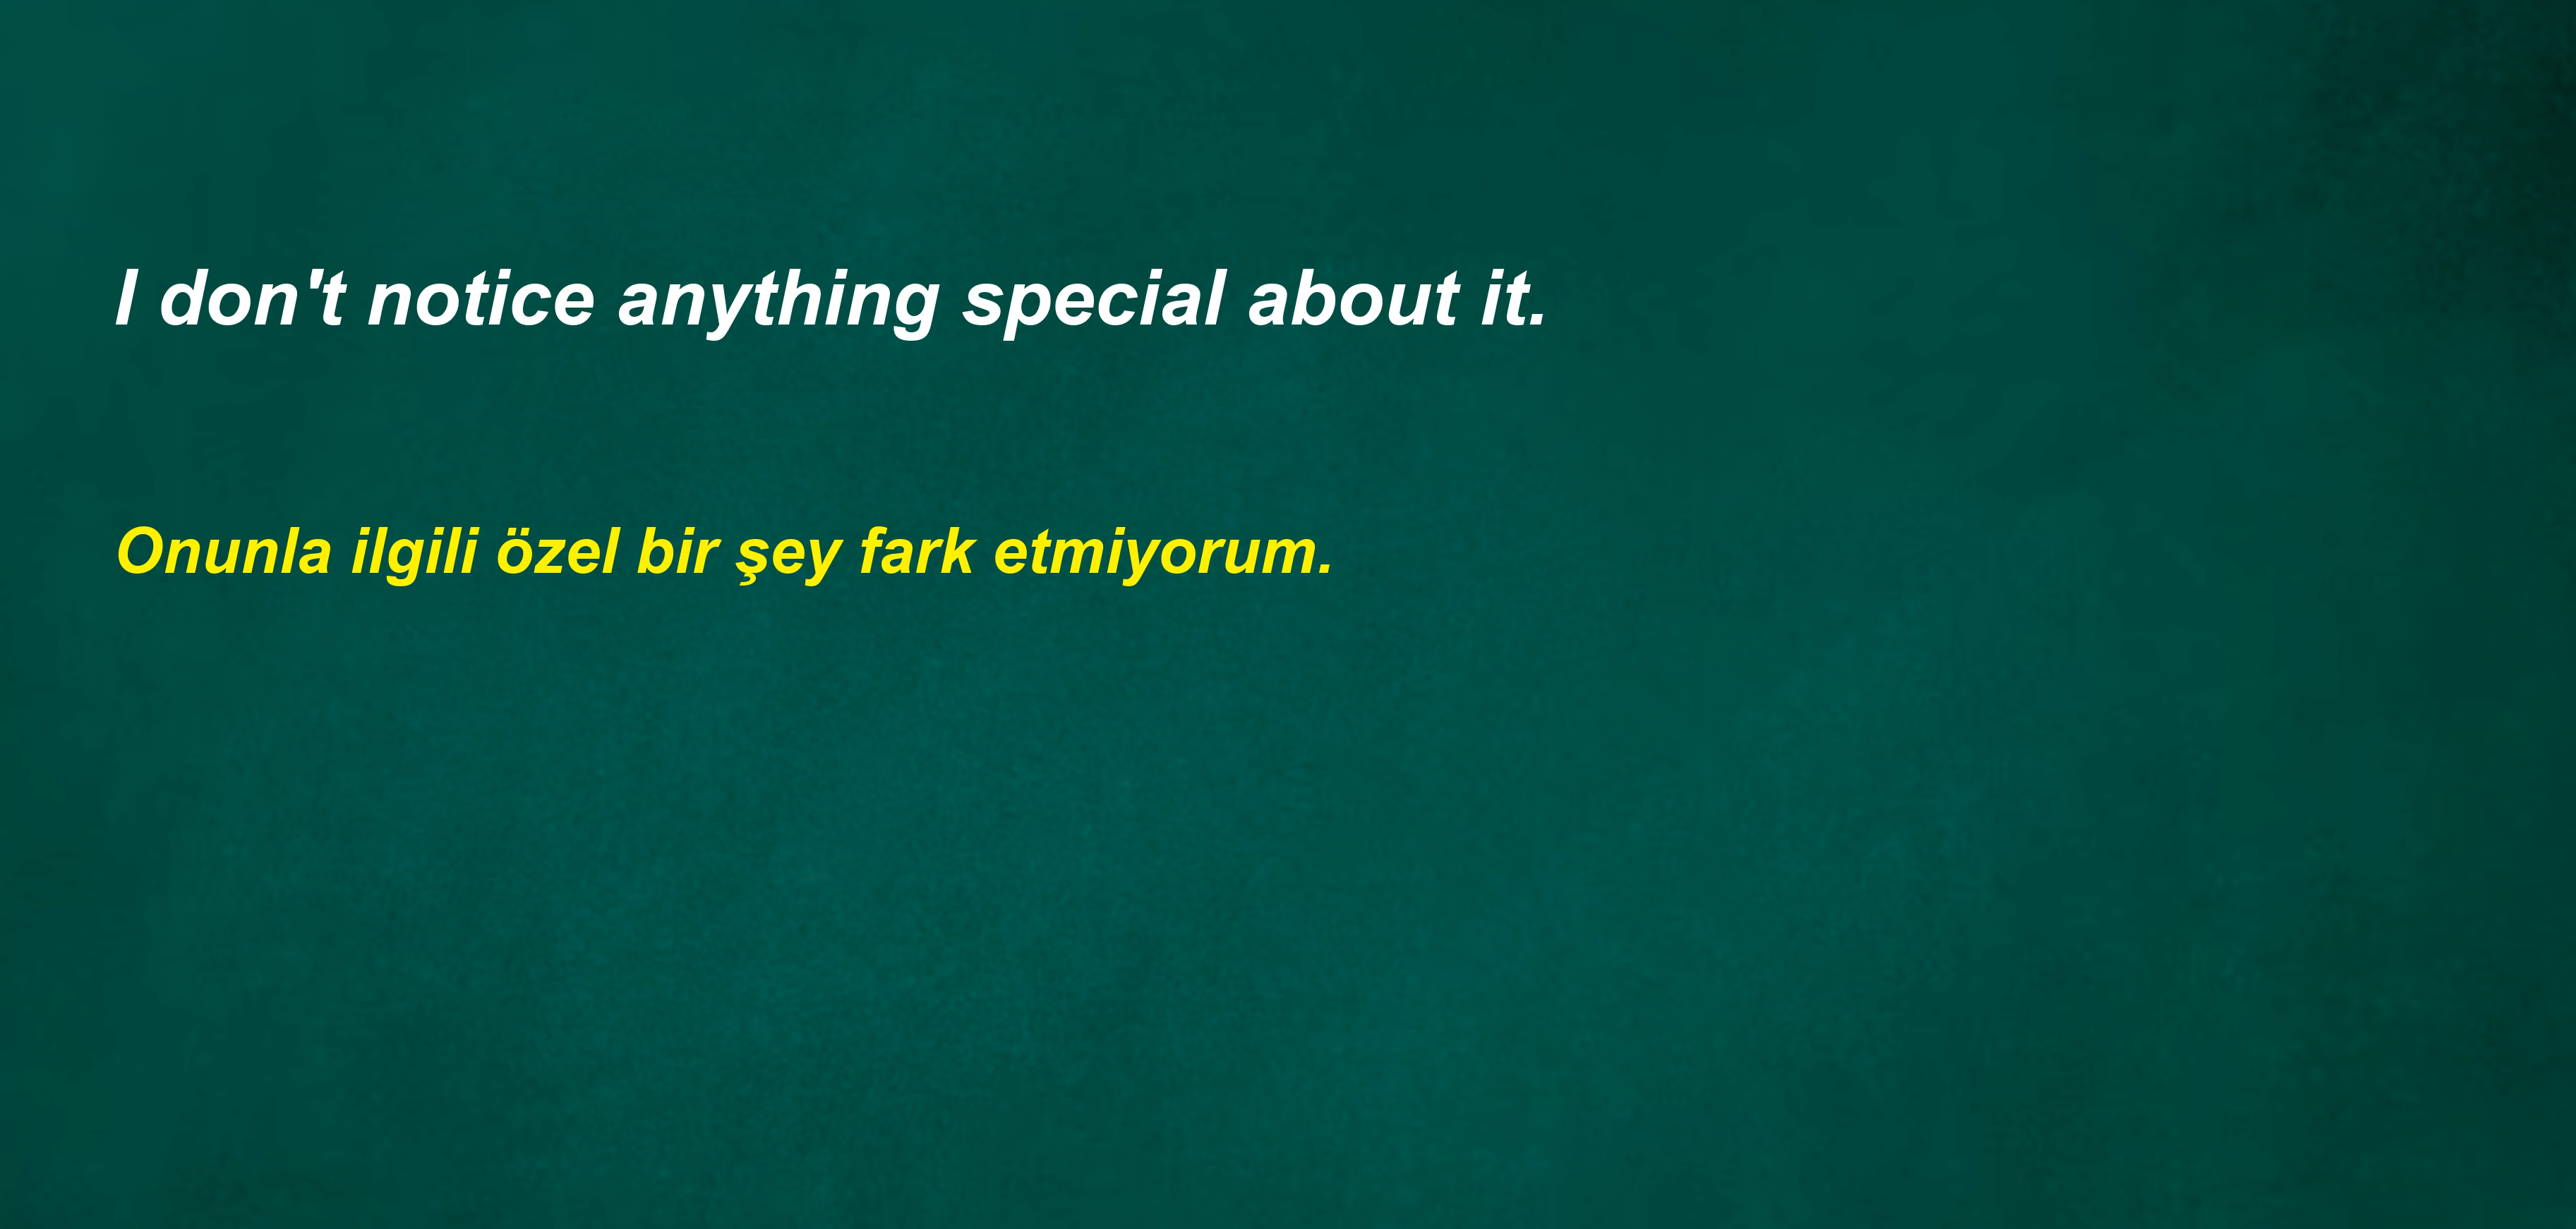 I don't notice anything special about it.
Onunla ilgili özel bir şey fark etmiyorum.